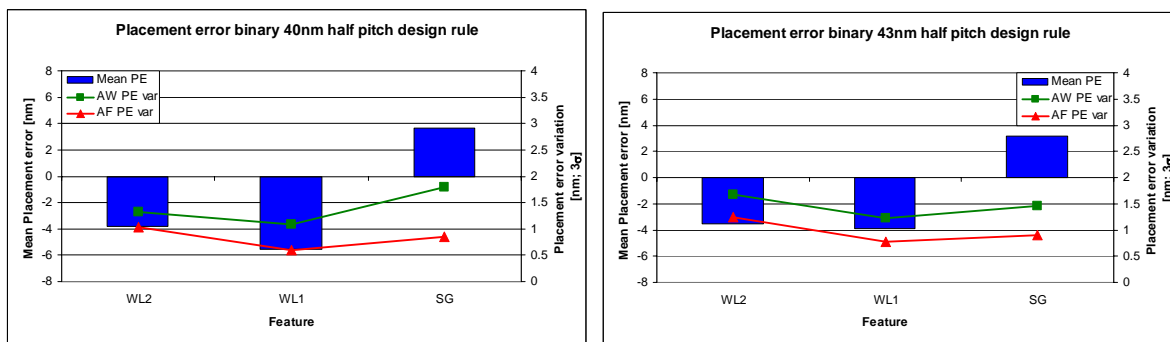 Placement error binary 40nm half pitch design rule
Mean Placement error [nm]
8
6
4
2
0
-2
-4
-6
-8
Mean PE
AW PE var
AF PE var
4
3.5
3
2.5
2
1.5
1
0.5
0
Placement error variation
[nm; 3σ]
WL2 WL1 SG
Feature
Placement error binary 43nm half pitch design rule
Mean Placement error [nm]
8
6
4
2
0
-2
-4
-6
-8
Mean PE
AW PE var
AF PE var
4
3.5
3
2.5
2
1.5
1
0.5
0
Placement error variation
[nm; 3σ]
WL2 WL1 SG
Feature